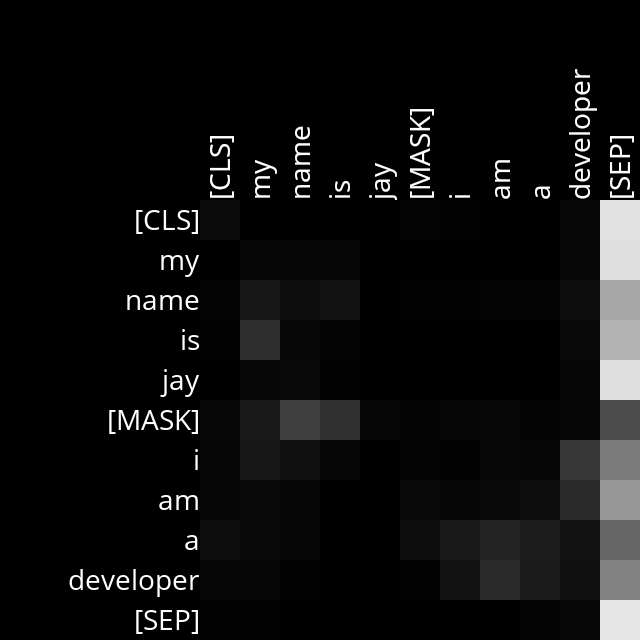 [CLS] my name is jay [MASK] i am a developer [SEP]
[CLS]
my
name
is
jay
[MASK]
i
am
a
developer
[SEP]